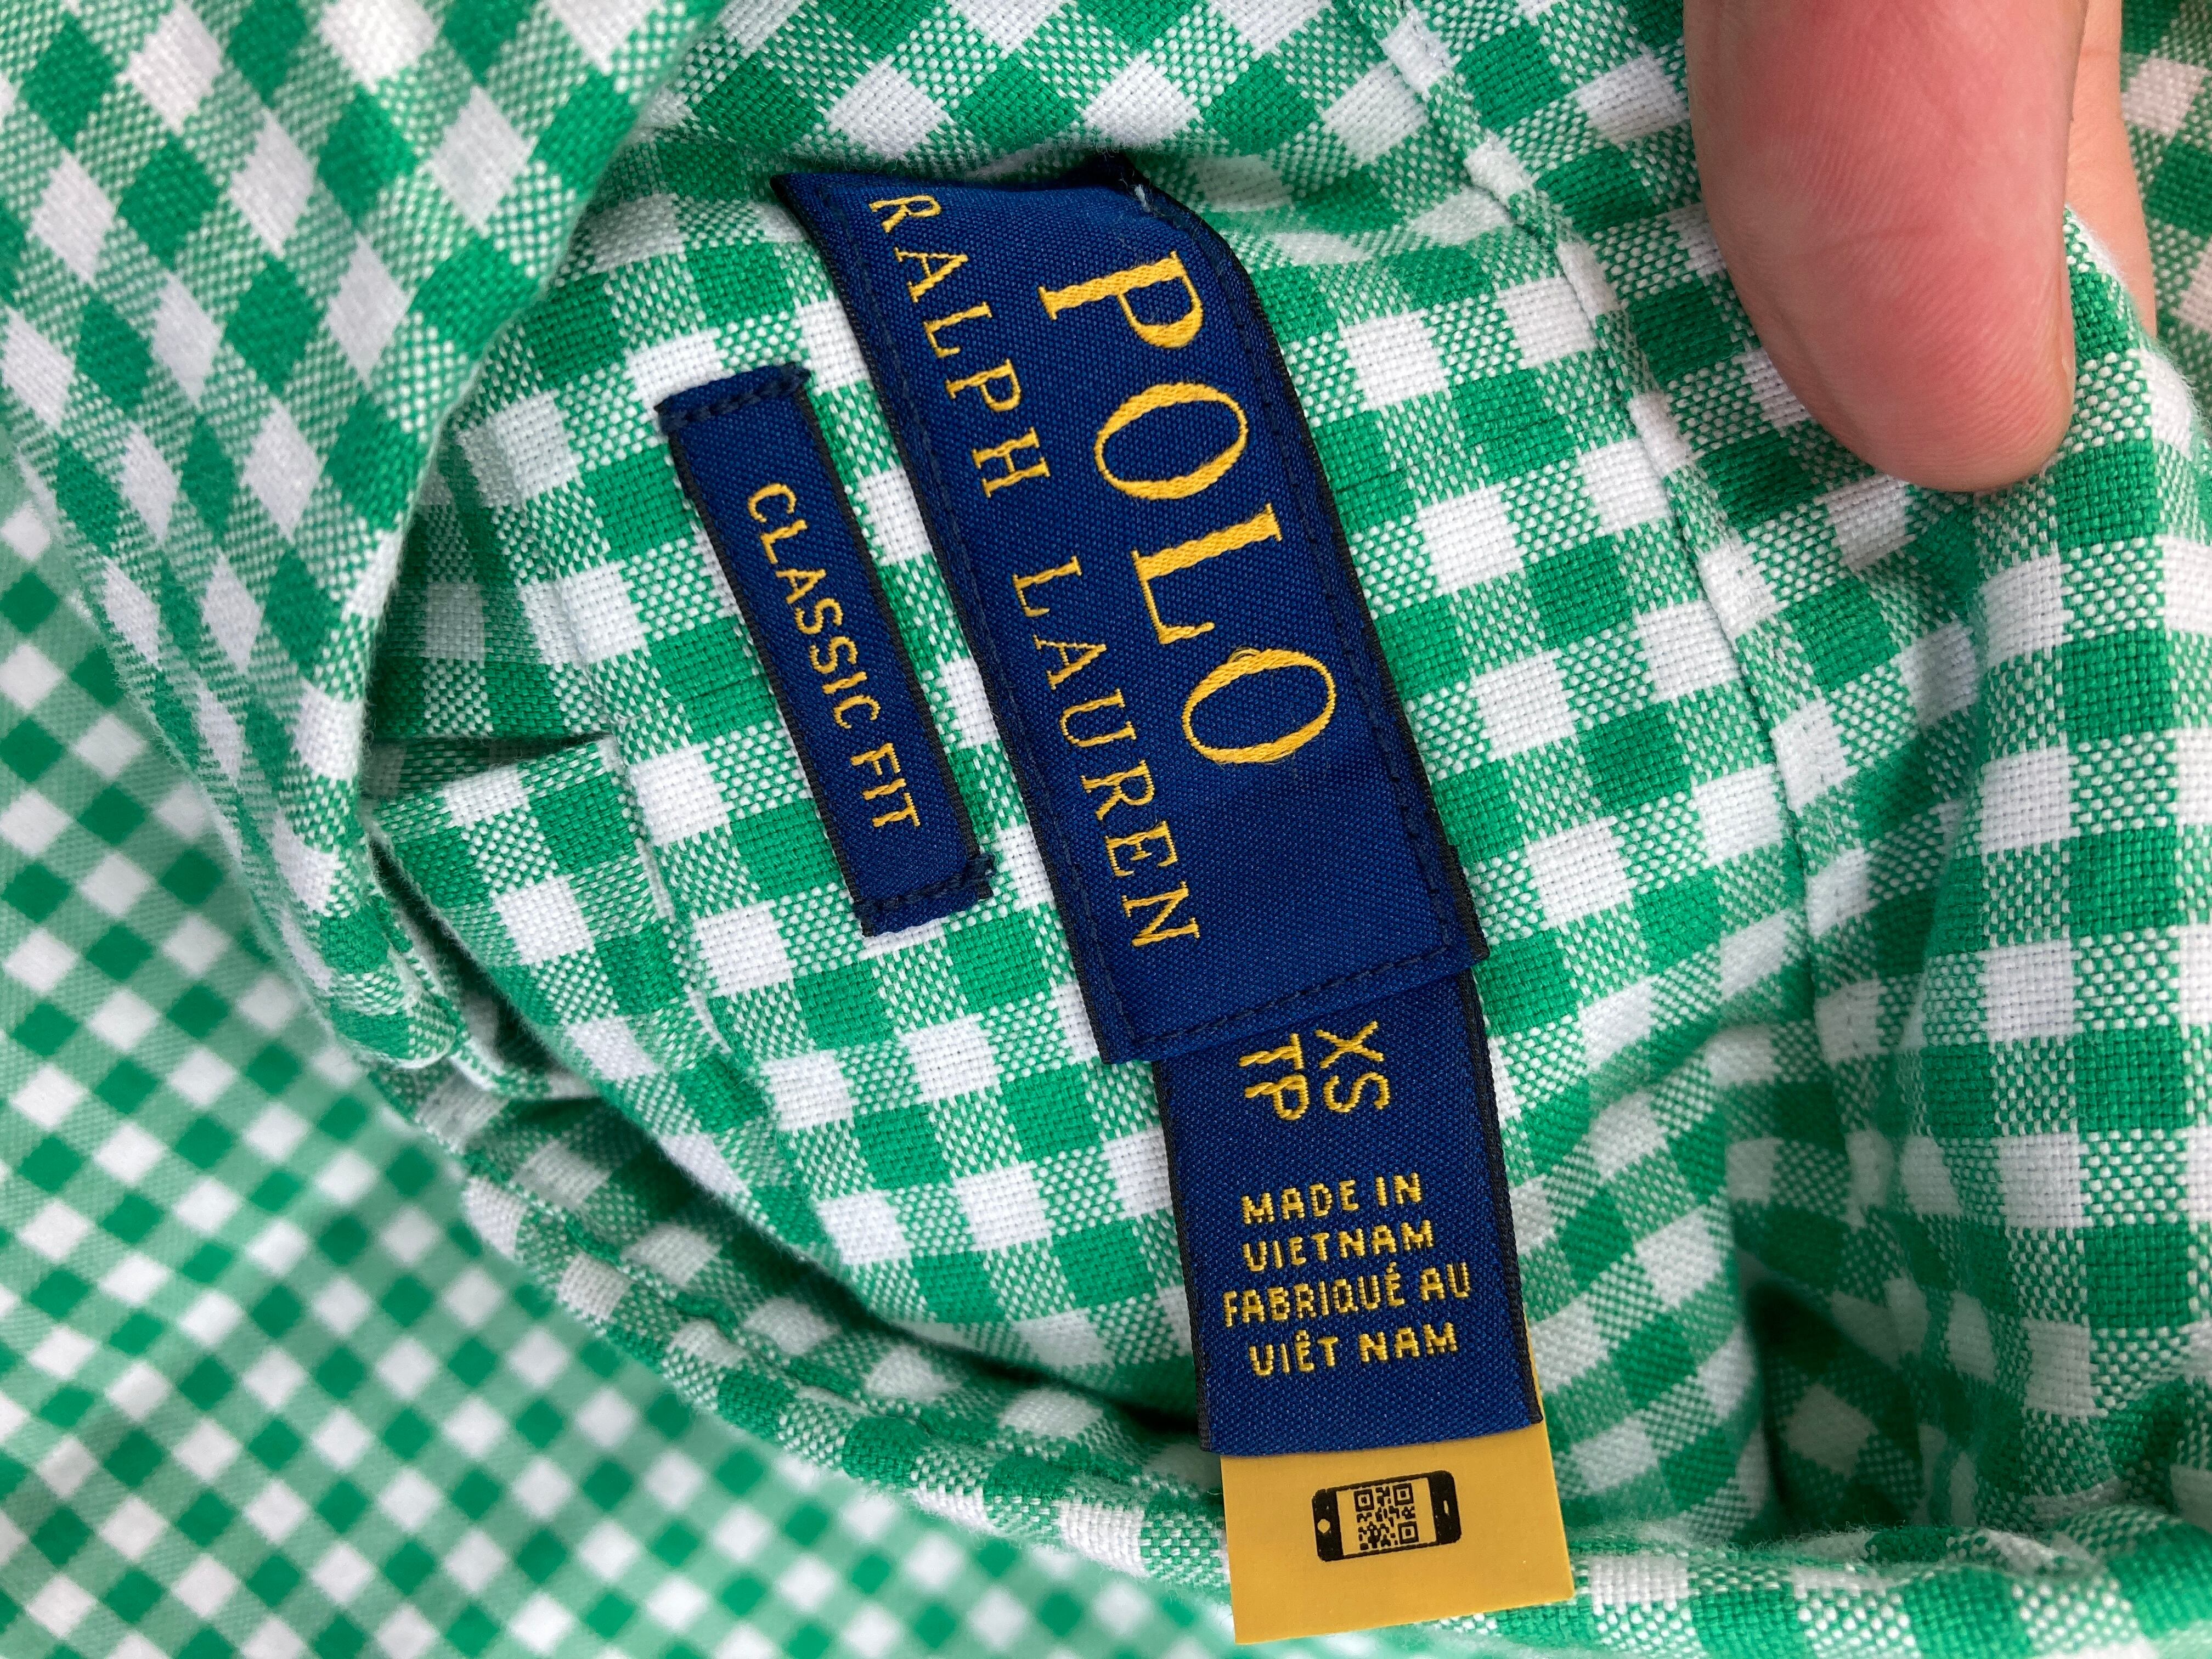 POLO
RALPH LAUREN
CLASSIC FIT
XS
TP
MADE IN
VIETNAM
FABRIQUÉ AU
VIÊT NAM